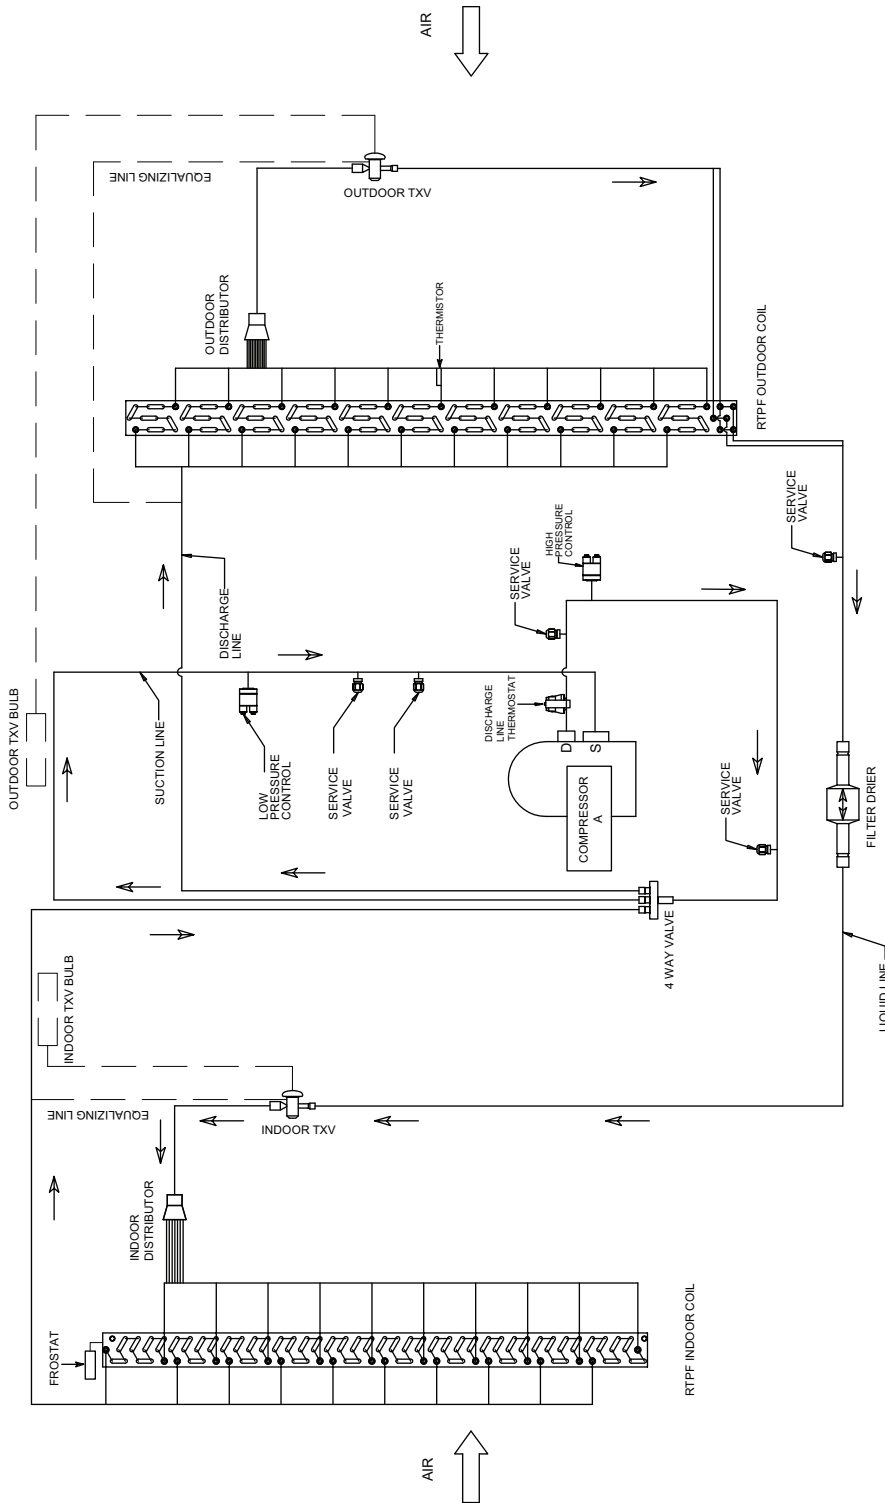 AIR
EQUALIZING LINE
OUTDOOR TXV
OUTDOOR
DISTRIBUTOR
THERMISTOR
RTPF OUTDOOR COIL
SERVICE
VALVE
HIGH
PRESSURE
CONTROL
SERVICE
VALVE
DISCHARGE
LINE
OUTDOOR TXV BULB
SUCTION LINE
LOW
PRESSURE
CONTROL
SERVICE
VALVE
SERVICE
VALVE
DISCHARGE
LINE
THERMOSTAT
D
S
COMPRESSOR
A
SERVICE
VALVE
FILTER DRIER
4 WAY VALVE
LIQUID LINE
INDOOR TXV BULB
EQUALIZING LINE
INDOOR TXV
INDOOR
DISTRIBUTOR
FROSTAT
RTPF INDOOR COIL
AIR